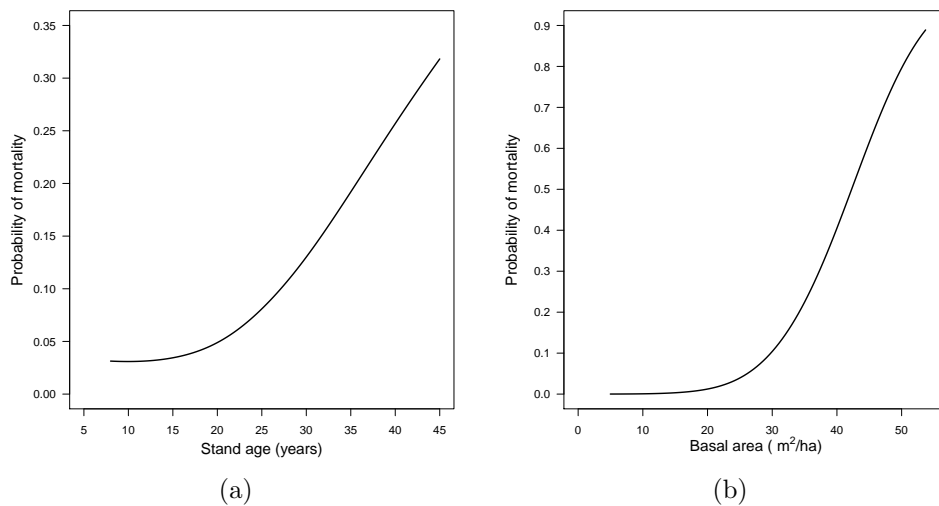 Probability of mortality
0.35
0.30
0.25
0.20
0.15
0.10
0.05
0.00
5 10 15 20 25 30 35 40 45
Stand age (years)
(a)
Probability of mortality
0.9
0.8
0.7
0.6
0.5
0.4
0.3
0.2
0.1
0.0
0 10 20 30 40 50
Basal area ( m²/ha)
(b)